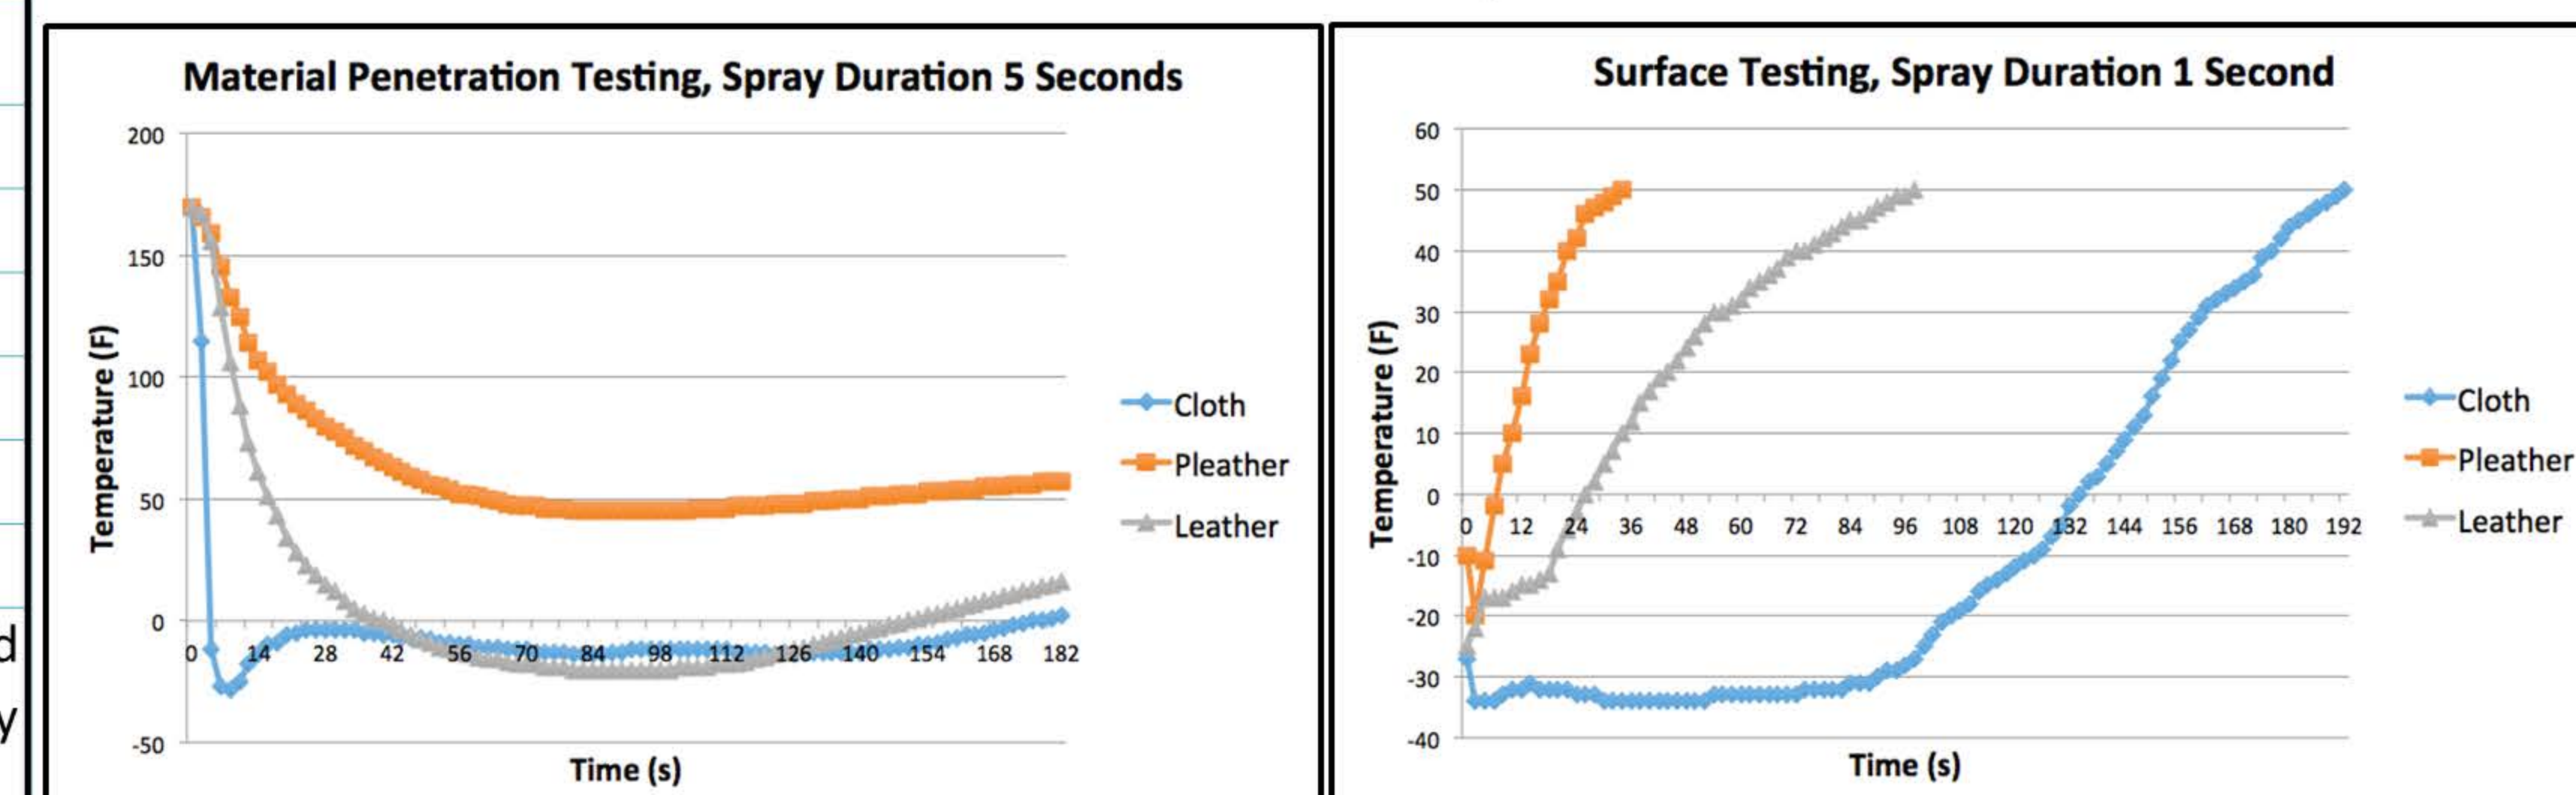 d
y
Material Penetration Testing, Spray Duration 5 Seconds
200
150
100
50
0
-50
Temperature (F)
0 14 28 42 56 70 84 98 112 126 140 154 168 182
Time (s)
Cloth
Pleather
Leather
Surface Testing, Spray Duration 1 Second
60
50
40
30
20
10
0
-10
-20
-30
-40
Temperature (F)
0 12 24 36 48 60 72 84 96 108 120 132 144 156 168 180 192
Time (s)
Cloth
Pleather
Leather